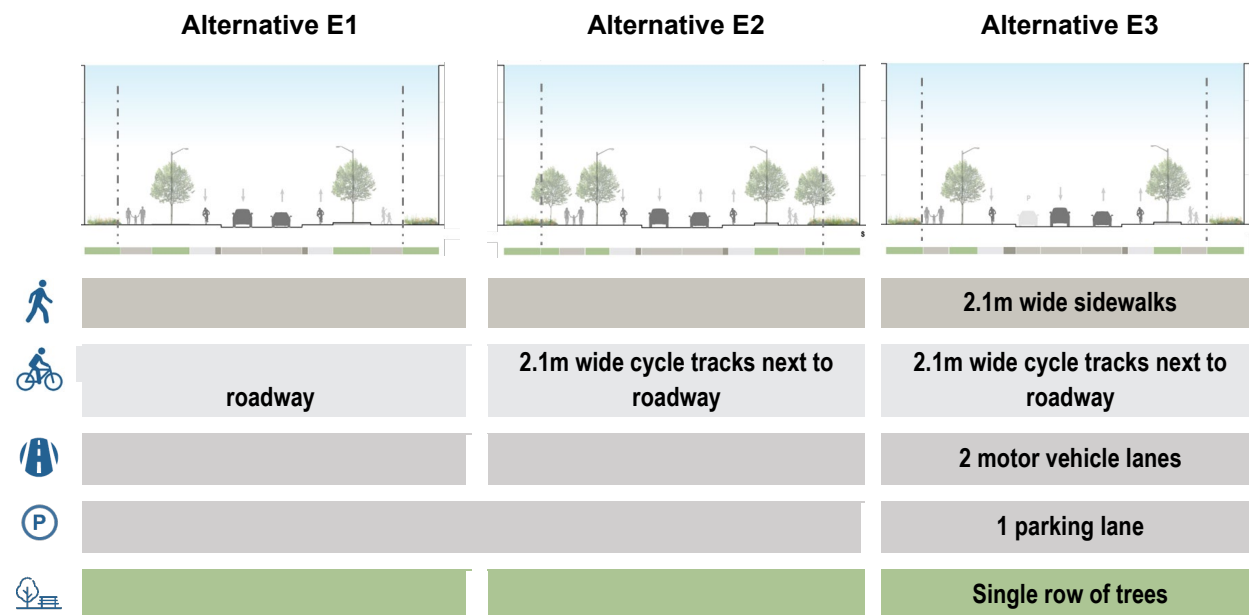 Alternative E1
Alternative E2
Alternative E3
P
s
2.1m wide sidewalks
roadway
2.1m wide cycle tracks next to
roadway
2.1m wide cycle tracks next to
roadway
2 motor vehicle lanes
P
1 parking lane
Single row of trees